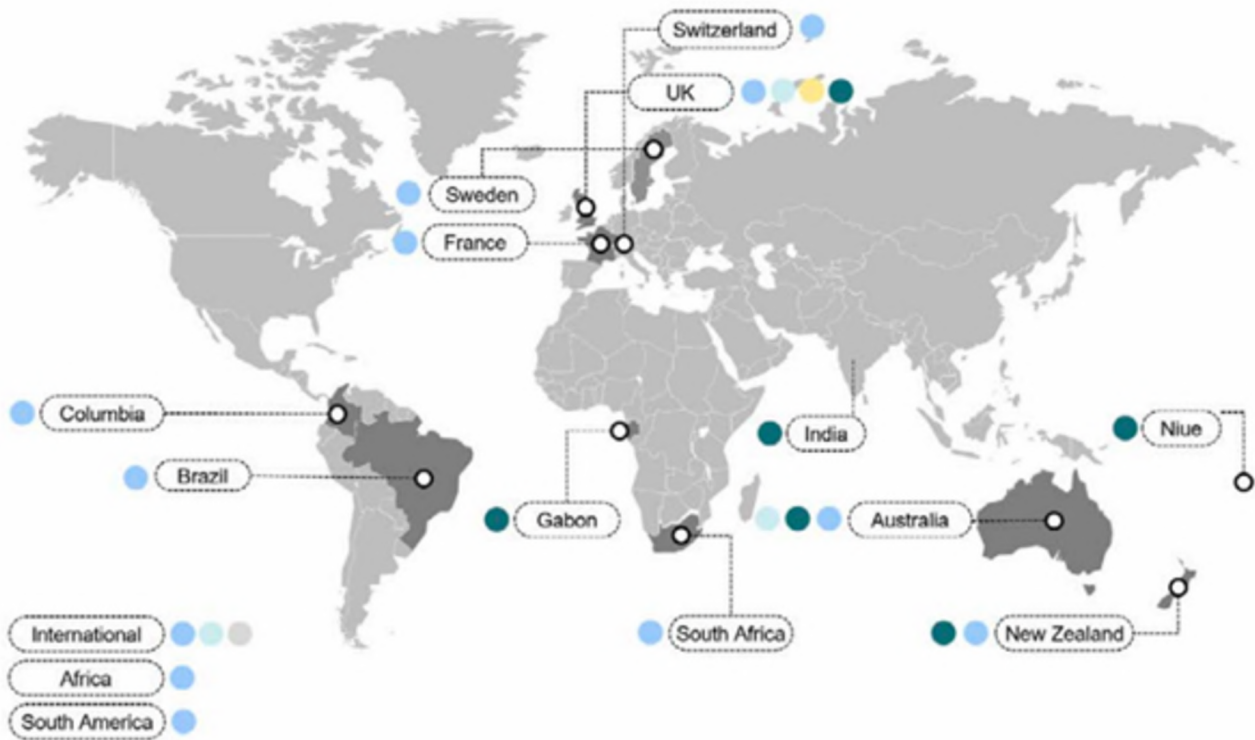 Switzerland
UK
Sweden
France
Columbia
Niue
India
Brazil
Gabon
Australia
International
South Africa
New Zealand
Africa
South America